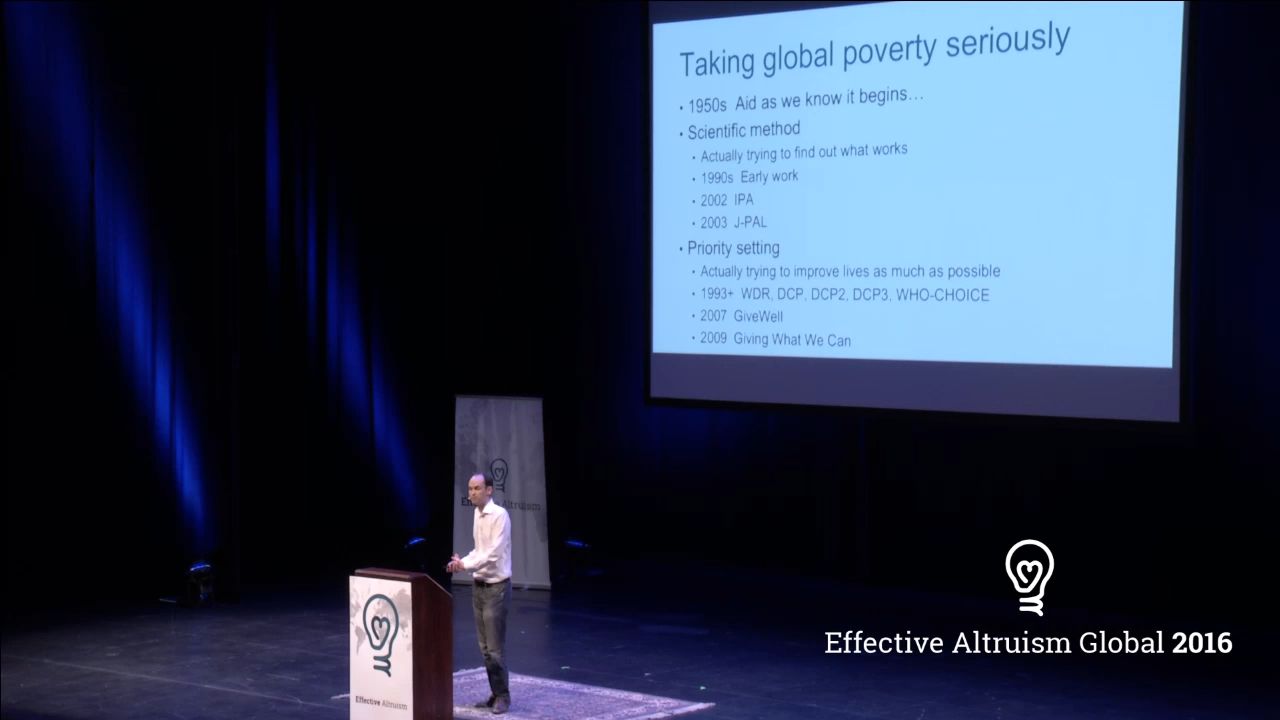 Taking global poverty seriously
• 1950s Aid as we know it begins…
• Scientific method
• Actually trying to find out what works
• 1990s Early work
• 2002 IPA
• 2003 J-PAL
• Priority setting
• Actually trying to improve lives as much as possible
• 1993+ WDR, DCP, DCP2, DCP3, WHO-CHOICE
• 2007 GiveWell
• 2009 Giving What We Can
Altruism
Effective Altruism
Effective Altruism Global 2016